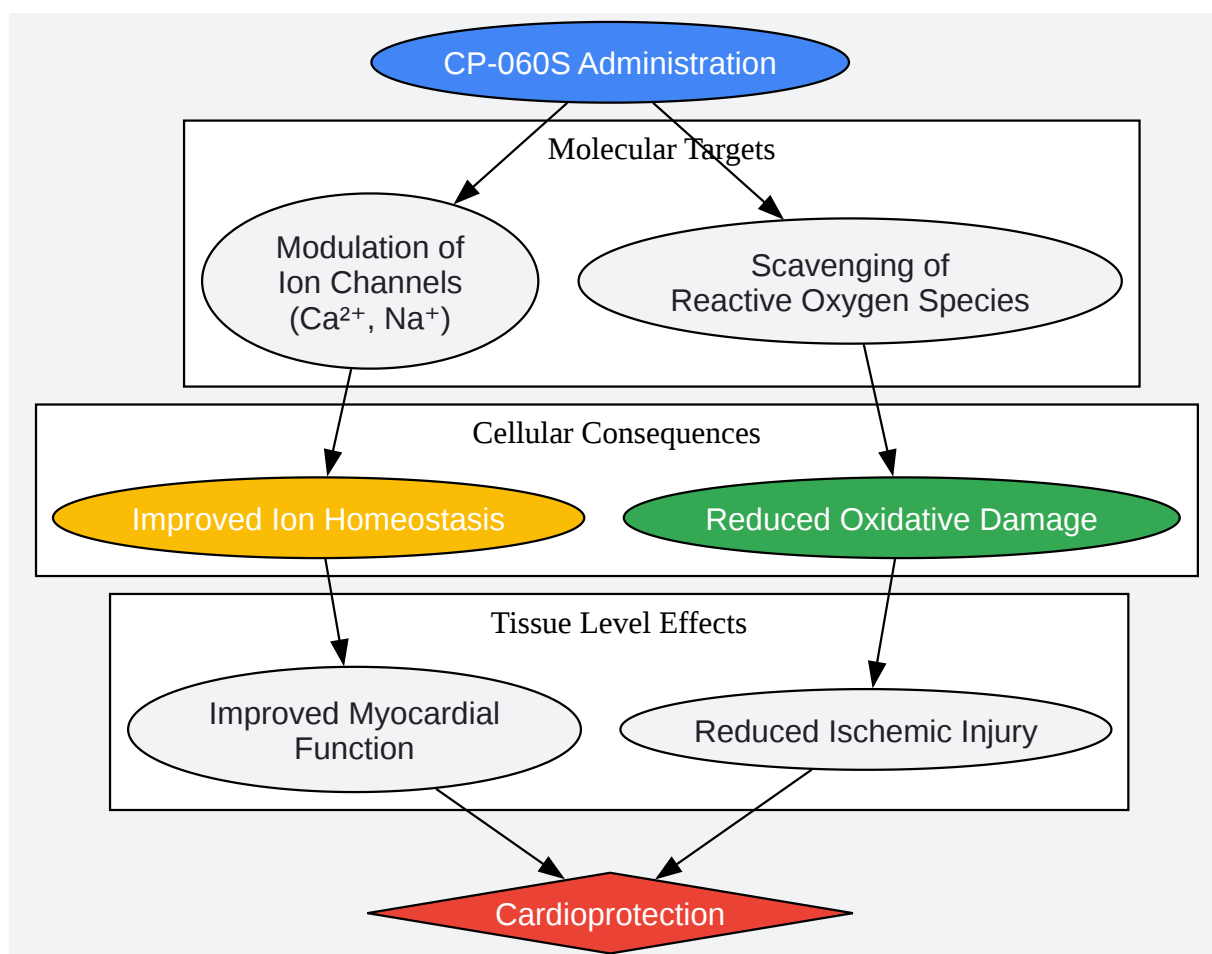 CP-060S Administration
Molecular Targets
Modulation of
Ion Channels
(Ca²⁺, Na⁺)
Scavenging of
Reactive Oxygen Species
Cellular Consequences
Improved Ion Homeostasis
Reduced Oxidative Damage
Tissue Level Effects
Improved Myocardial
Function
Reduced Ischemic Injury
Cardioprotection